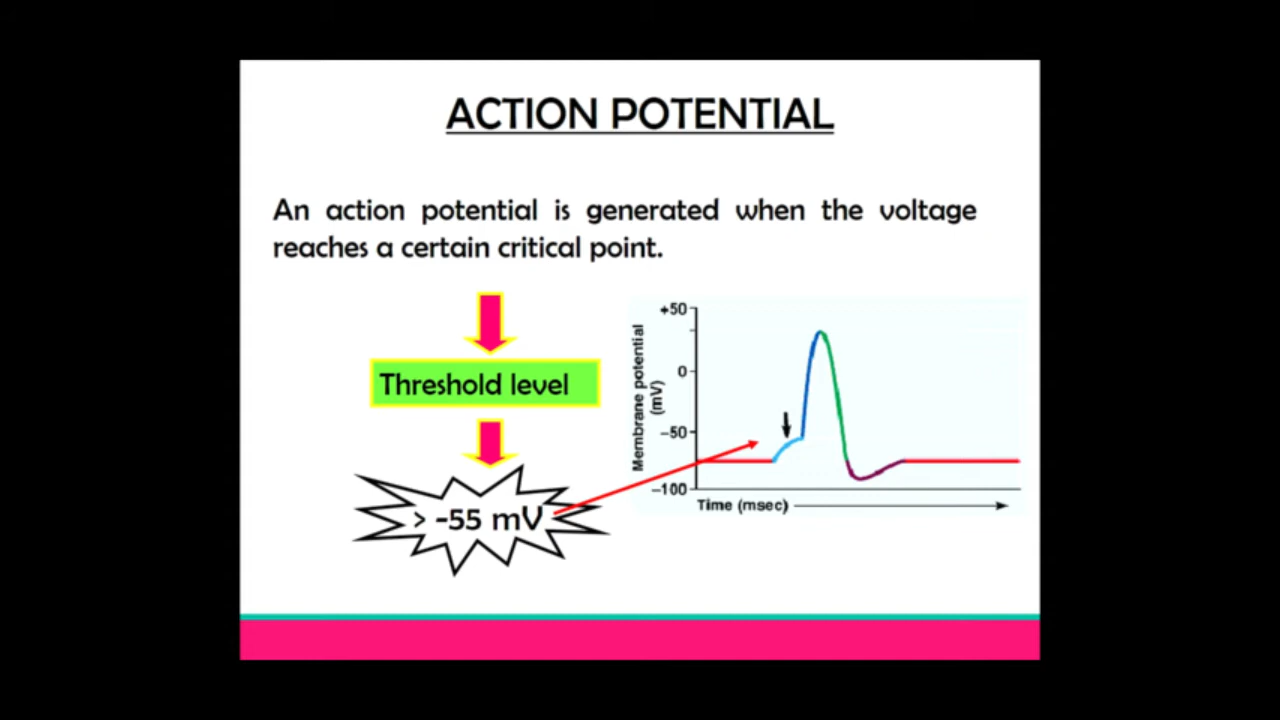 ACTION POTENTIAL
An action potential is generated when the voltage
reaches a certain critical point.
Threshold level
> -55 mV
Membrane potential
(mV)
+50
0
−50
−100
Time (msec)